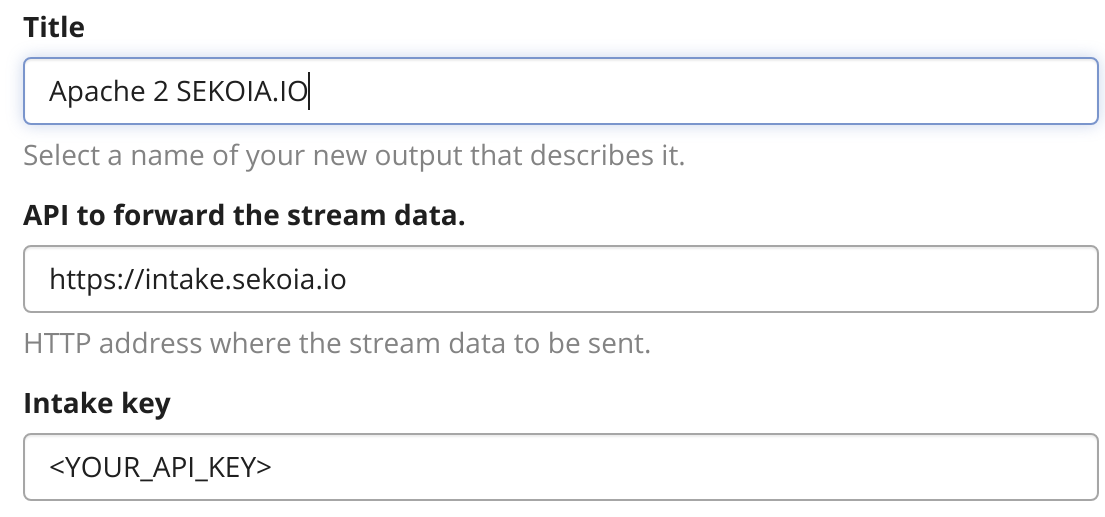 Title
Apache 2 SEKOIA.IO
Select a name of your new output that describes it.
API to forward the stream data.
https://intake.sekoia.io
HTTP address where the stream data to be sent.
Intake key
<YOUR_API_KEY>